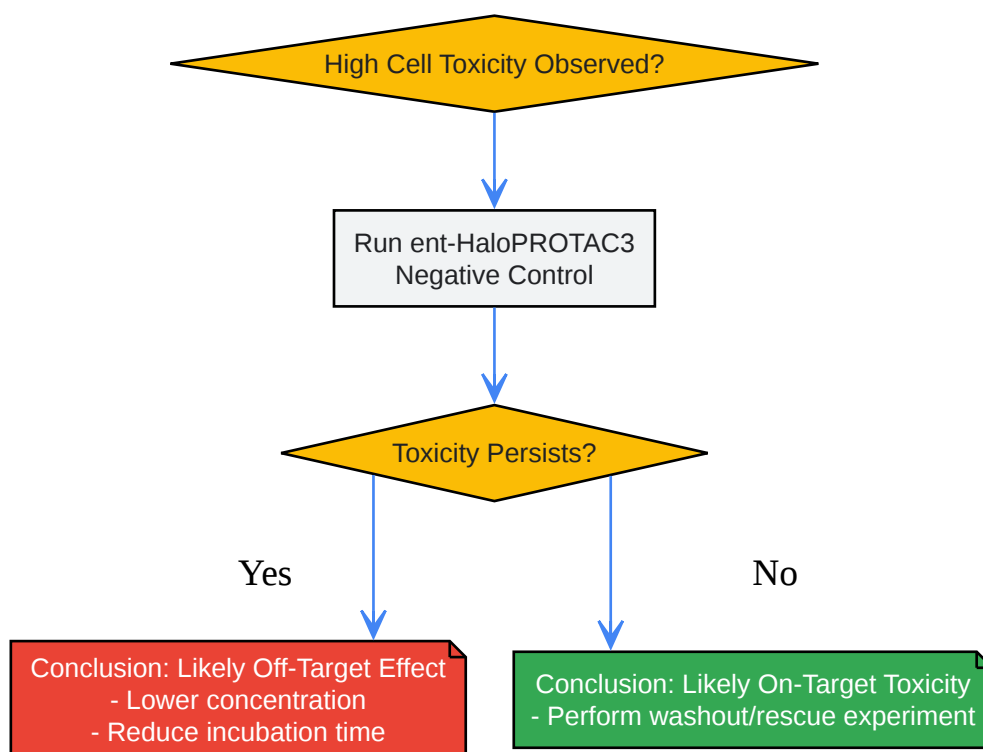 High Cell Toxicity Observed?
Run ent-HaloPROTAC3
Negative Control
Toxicity Persists?
Yes
No
Conclusion: Likely Off-Target Effect
- Lower concentration
- Reduce incubation time
Conclusion: Likely On-Target Toxicity
- Perform washout/rescue experiment